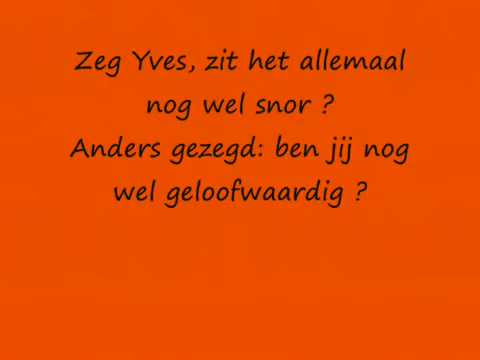 Zeg Yves, zit het allemaal
nog wel snor ?
Anders gezegd: ben jij nog
wel geloofwaardig ?